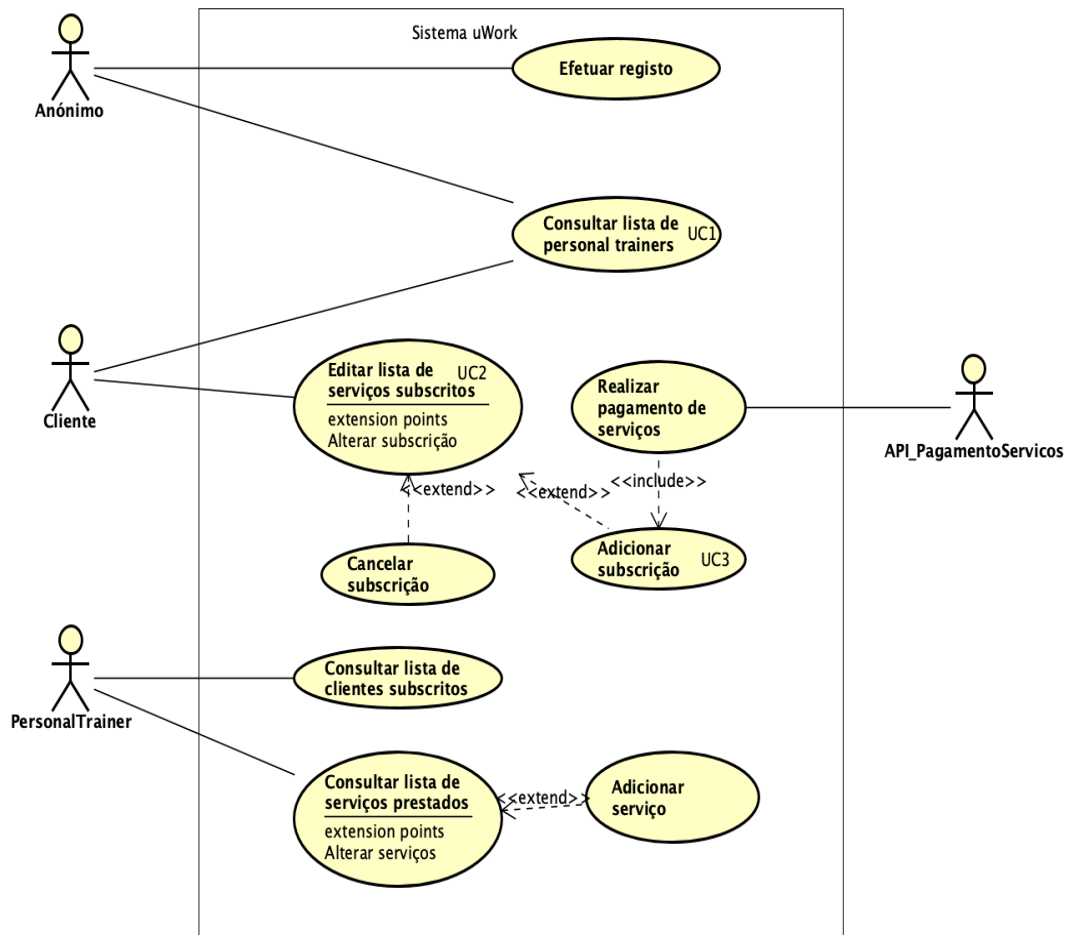 Sistema uWork
Efetuar registo
Anónimo
Consultar lista de
personal trainers
UC1
Cliente
Editar lista de
serviços subscritos
UC2
extension points
Alterar subscrição
Realizar
pagamento de
serviços
API_PagamentoServicos
<<extend>>
<<extend>>
<<include>>
Cancelar
subscrição
Adicionar
subscrição
UC3
PersonalTrainer
Consultar lista de
clientes subscritos
Consultar lista de
serviços prestados
extension points
Alterar serviços
<<extend>>
Adicionar
serviço